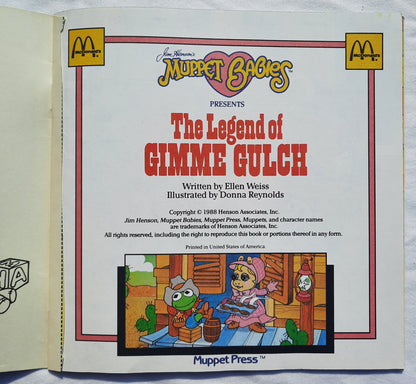 McDonald's McDonald's
Jim Henson's
MUPPET BABIES™
PRESENTS
The Legend of
GIMME GULCH
Written by Ellen Weiss
Illustrated by Donna Reynolds
Copyright © 1988 Henson Associates, Inc.
Jim Henson, Muppet Babies, Muppet Press, Muppets, and character names
are trademarks of Henson Associates, Inc.
All rights reserved, including the right to reproduce this book or portions thereof in any form.
Printed in United States of America
Muppet Press™
A